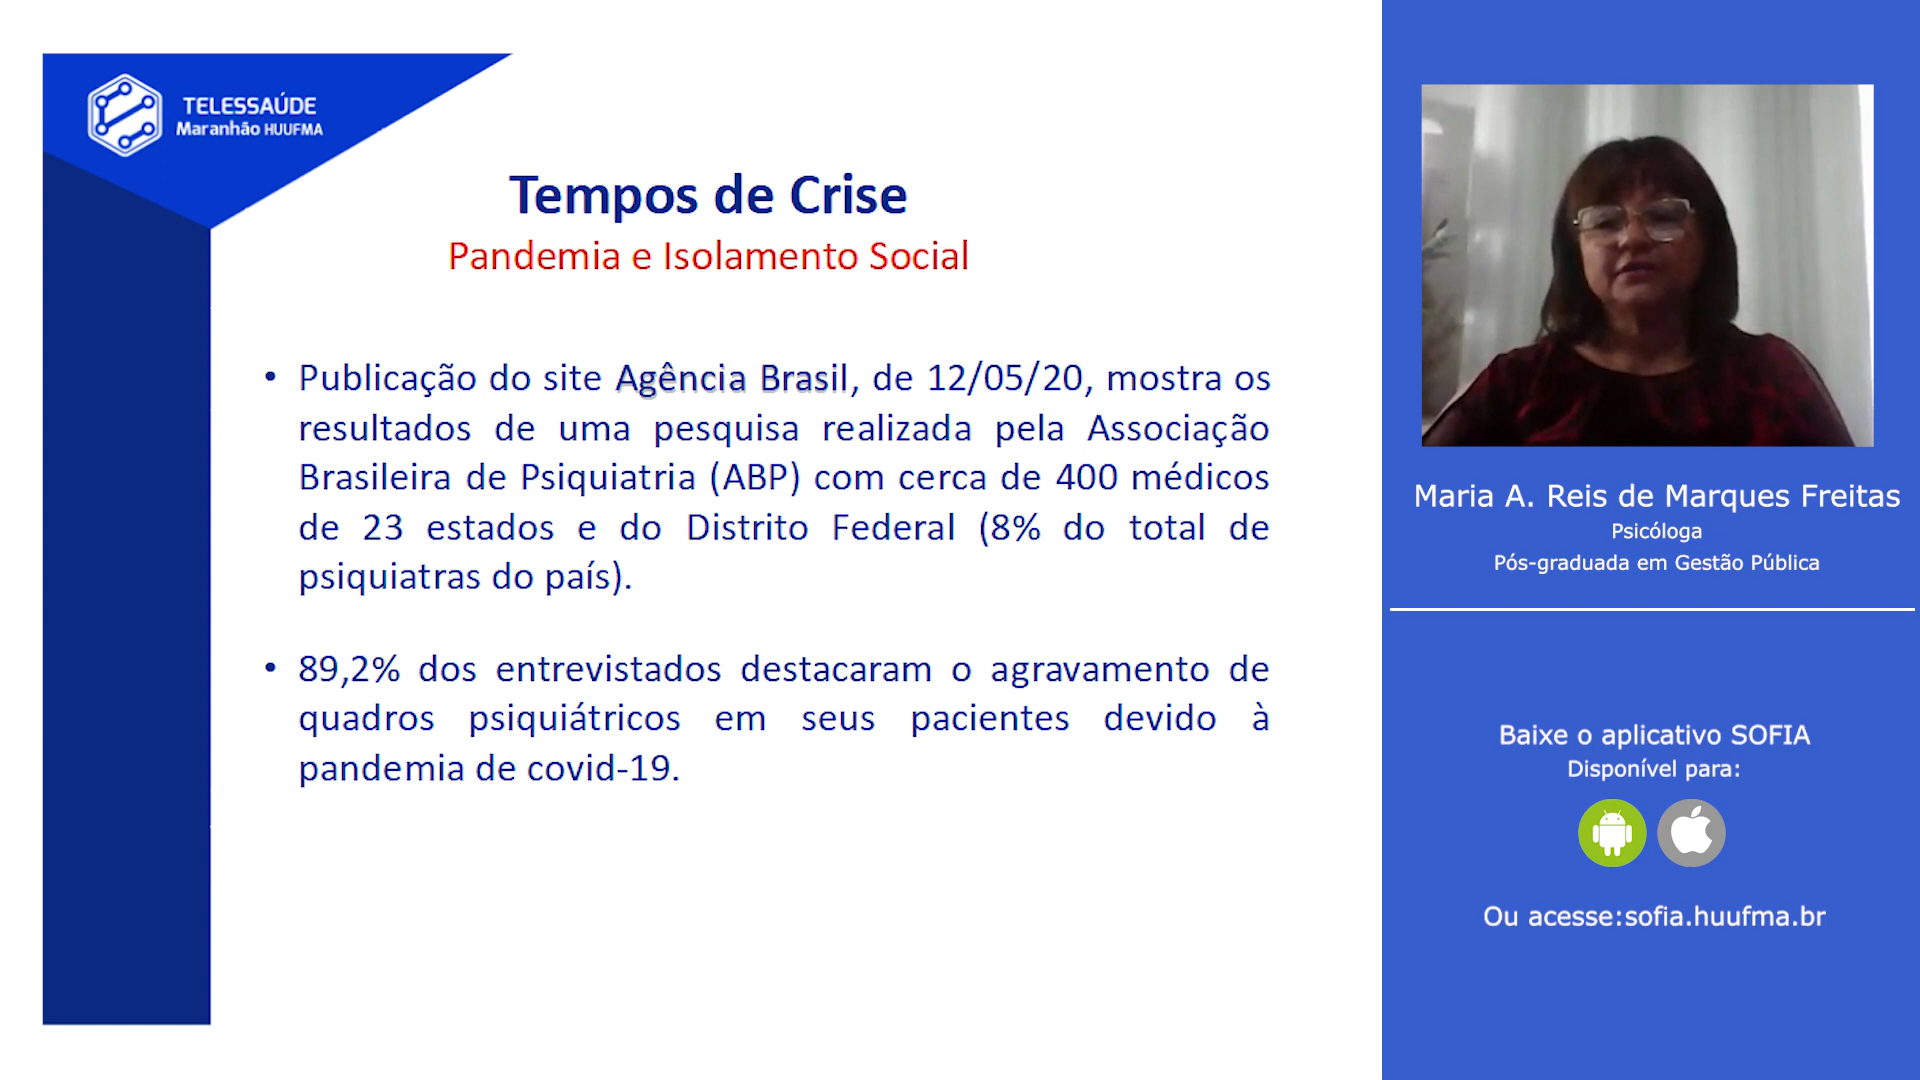 TELESSAÚDE
Maranhão HUUFMA
Tempos de Crise
Pandemia e Isolamento Social
• Publicação do site Agência Brasil, de 12/05/20, mostra os
resultados de uma pesquisa realizada pela Associação
Brasileira de Psiquiatria (ABP) com cerca de 400 médicos
de 23 estados e do Distrito Federal (8% do total de
psiquiatras do país).
• 89,2% dos entrevistados destacaram o agravamento de
quadros psiquiátricos em seus pacientes devido à
pandemia de covid-19.
Maria A. Reis de Marques Freitas
Psicóloga
Pós-graduada em Gestão Pública
Baixe o aplicativo SOFIA
Disponível para:
Ou acesse:sofia.huufma.br